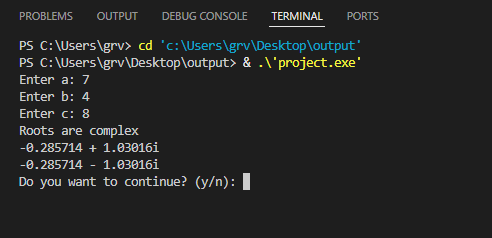 PROBLEMS OUTPUT DEBUG CONSOLE TERMINAL PORTS
PS C:\Users\grv> cd 'c:\Users\grv\Desktop\output'
PS C:\Users\grv\Desktop\output> & .\'project.exe'
Enter a: 7
Enter b: 4
Enter c: 8
Roots are complex
-0.285714 + 1.03016i
-0.285714 - 1.03016i
Do you want to continue? (y/n):